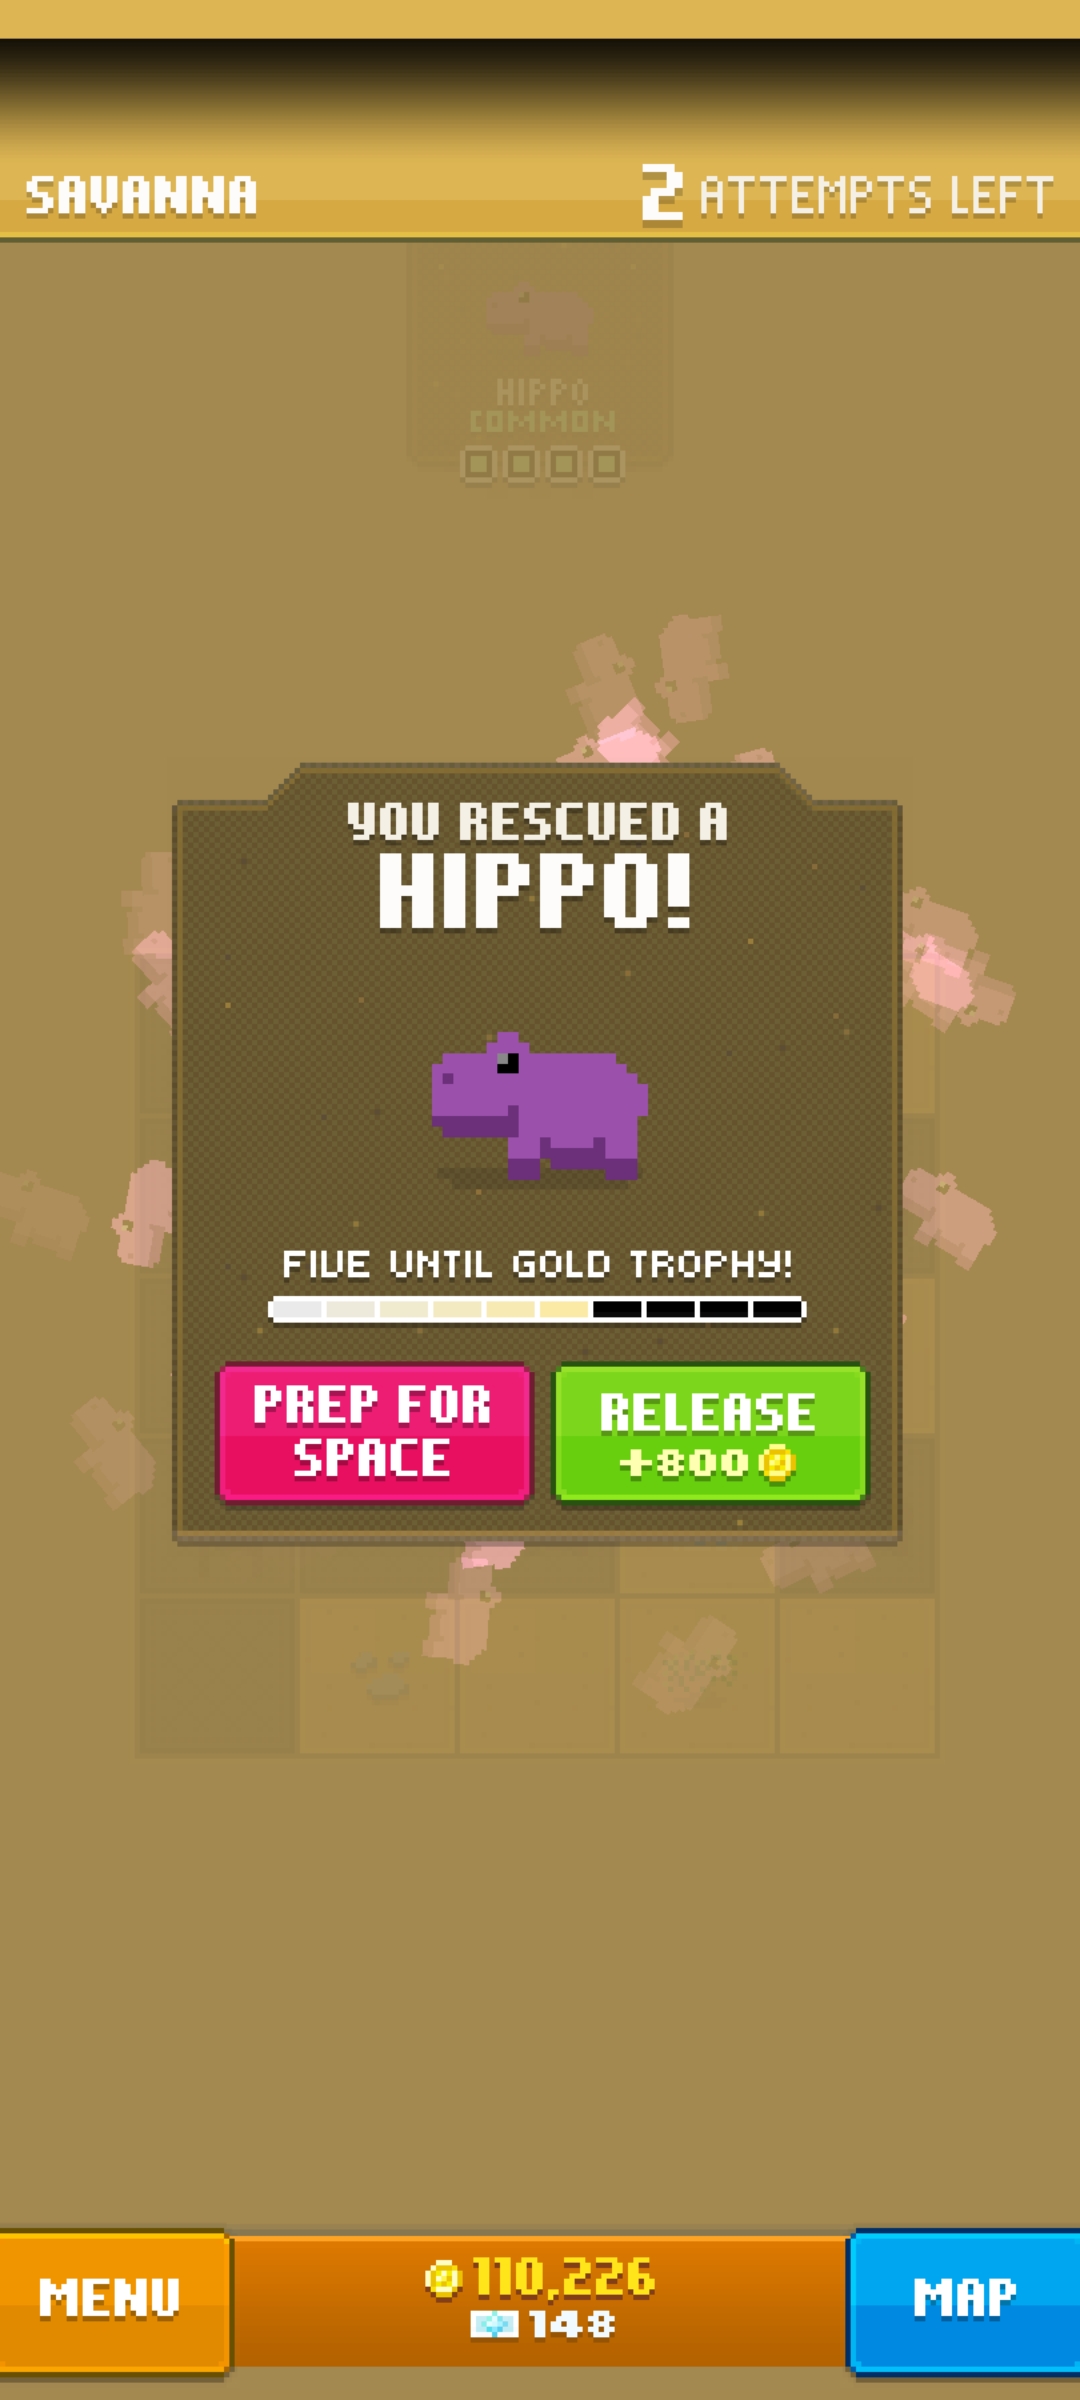 SAVANNA
2 ATTEMPTS LEFT
HIPPO
COMMON
YOU RESCUED A
HIPPO!
FIVE UNTIL GOLD TROPHY!
PREP FOR
SPACE
RELEASE
+800
MENU
110,226
148
MAP